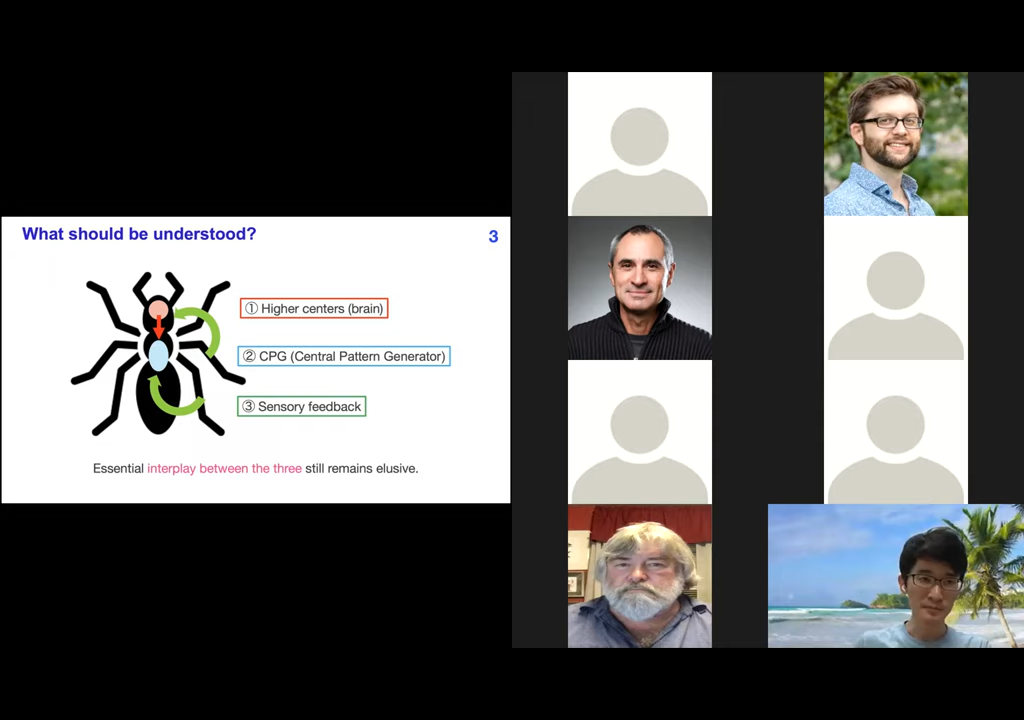 What should be understood?
3
① Higher centers (brain)
② CPG (Central Pattern Generator)
③ Sensory feedback
Essential interplay between the three still remains elusive.